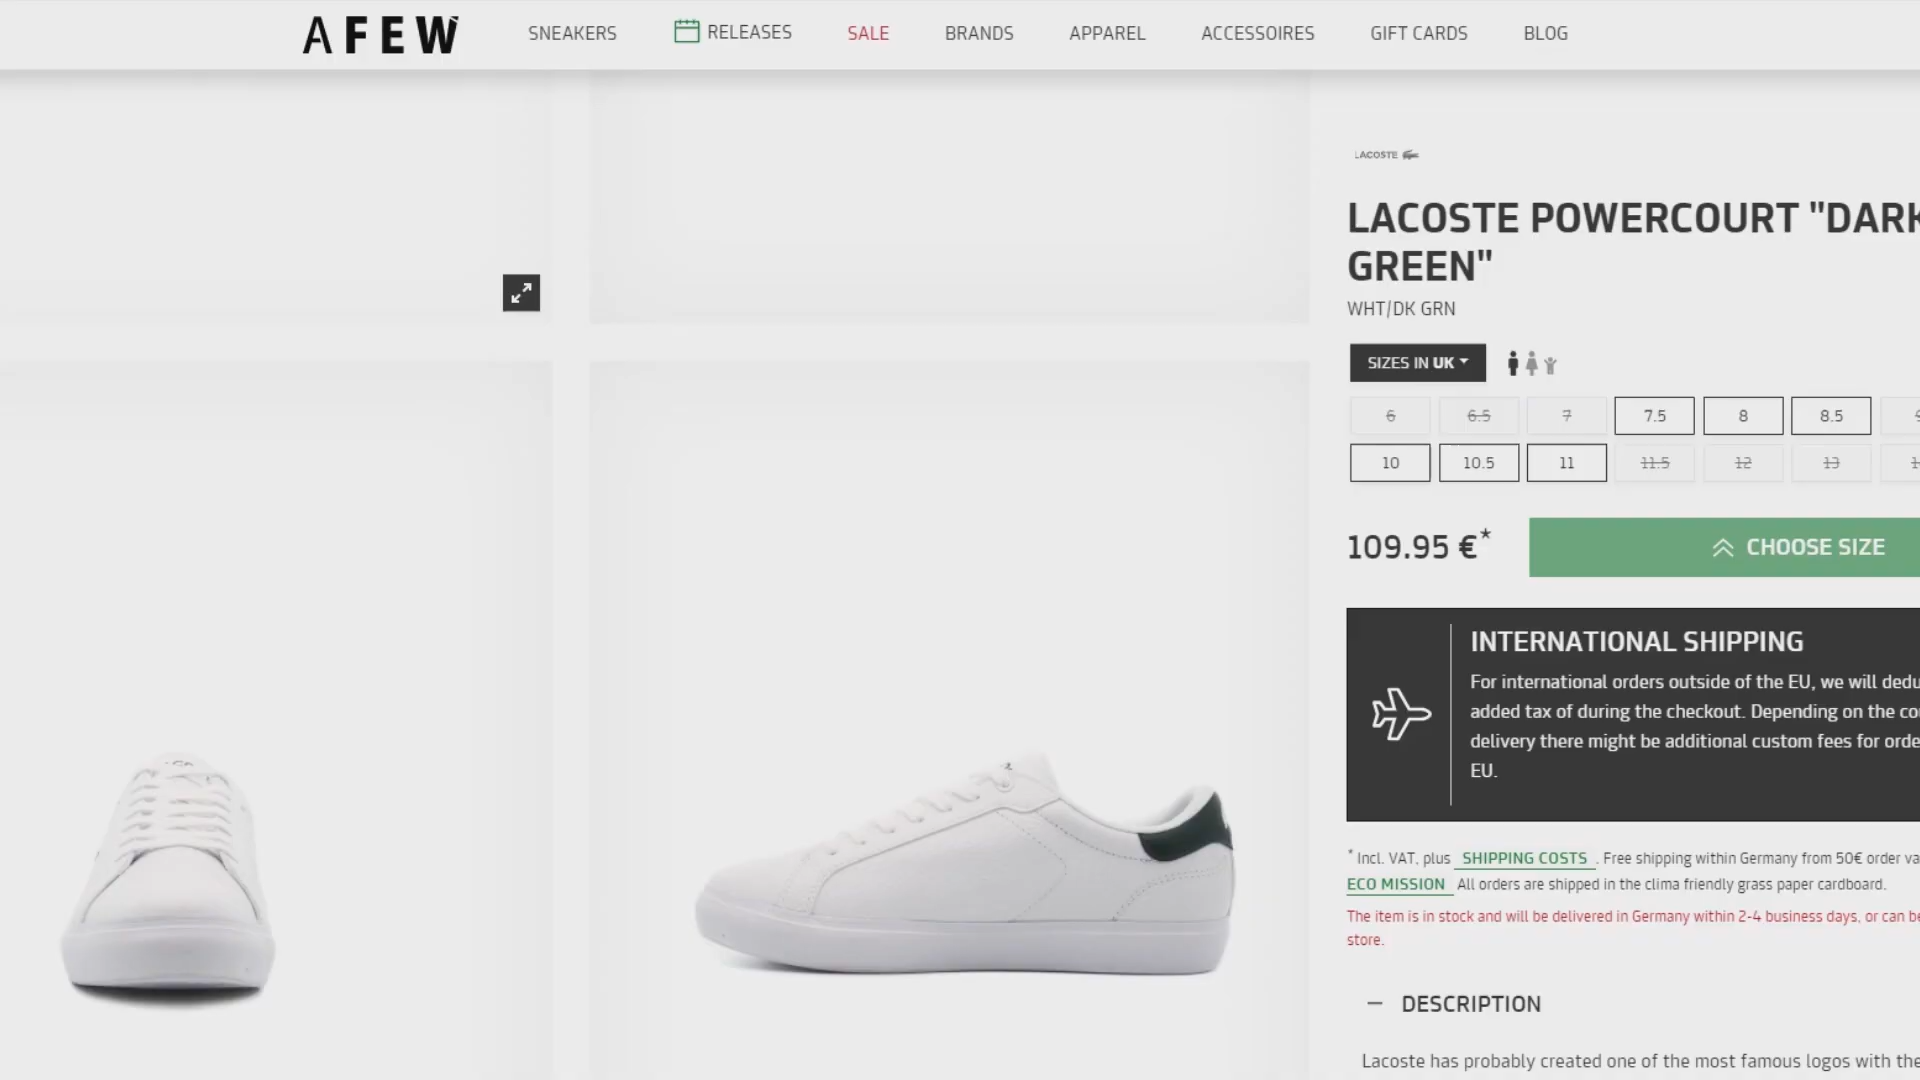 AFEW
SNEAKERS
RELEASES
SALE
BRANDS
APPAREL
ACCESSOIRES
GIFT CARDS
BLOG
LACOSTE
LACOSTE POWERCOURT "DARK
GREEN"
WHT/DK GRN
SIZES IN UK
6 6.5 7 7.5 8 8.5
10 10.5 11 11.5 12 13
109.95 €*
CHOOSE SIZE
INTERNATIONAL SHIPPING
For international orders outside of the EU, we will dedu
added tax of during the checkout. Depending on the co
delivery there might be additional custom fees for orde
EU.
* Incl. VAT, plus SHIPPING COSTS . Free shipping within Germany from 50€ order va
ECO MISSION All orders are shipped in the clima friendly grass paper cardboard.
The item is in stock and will be delivered in Germany within 2-4 business days, or can be
store.
— DESCRIPTION
Lacoste has probably created one of the most famous logos with the